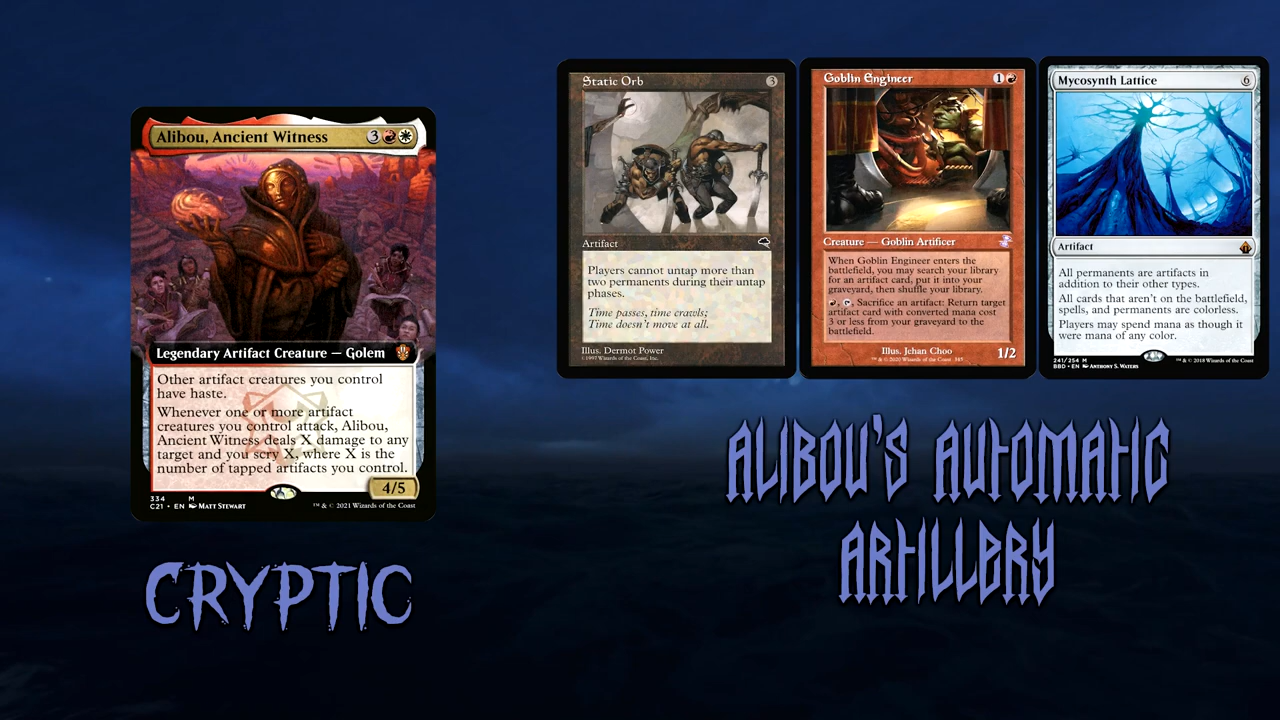 Alibou, Ancient Witness
3
Legendary Artifact Creature — Golem
Other artifact creatures you control
have haste.
Whenever one or more artifact
creatures you control attack, Alibou,
Ancient Witness deals X damage to any
target and you scry X, where X is the
number of tapped artifacts you control.
4/5
334 M
C21 • EN MATT STEWART
™ & © 2021 Wizards of the Coast
CRYPTIC
Static Orb
3
Artifact
Players cannot untap more than
two permanents during their untap
phases.
Time passes, time crawls;
Time doesn't move at all.
Illus. Dermot Power
©1997 Wizards of the Coast, Inc.
Goblin Engineer
1
Creature — Goblin Artificer
When Goblin Engineer enters the
battlefield, you may search your library
for an artifact card, put it into your
graveyard, then shuffle your library.
, , Sacrifice an artifact: Return target
artifact card with converted mana cost
3 or less from your graveyard to the
battlefield.
Illus. Jehan Choo
1/2
Mycosynth Lattice
6
Artifact
All permanents are artifacts in
addition to their other types.
All cards that aren't on the battlefield,
spells, and permanents are colorless.
Players may spend mana as though it
were mana of any color.
241/254 M
BBD • EN ANTHONY S. WATERS
™ & © 2018 Wizards of the Coast
ALIBOU'S AUTOMATIC
ARTILLERY